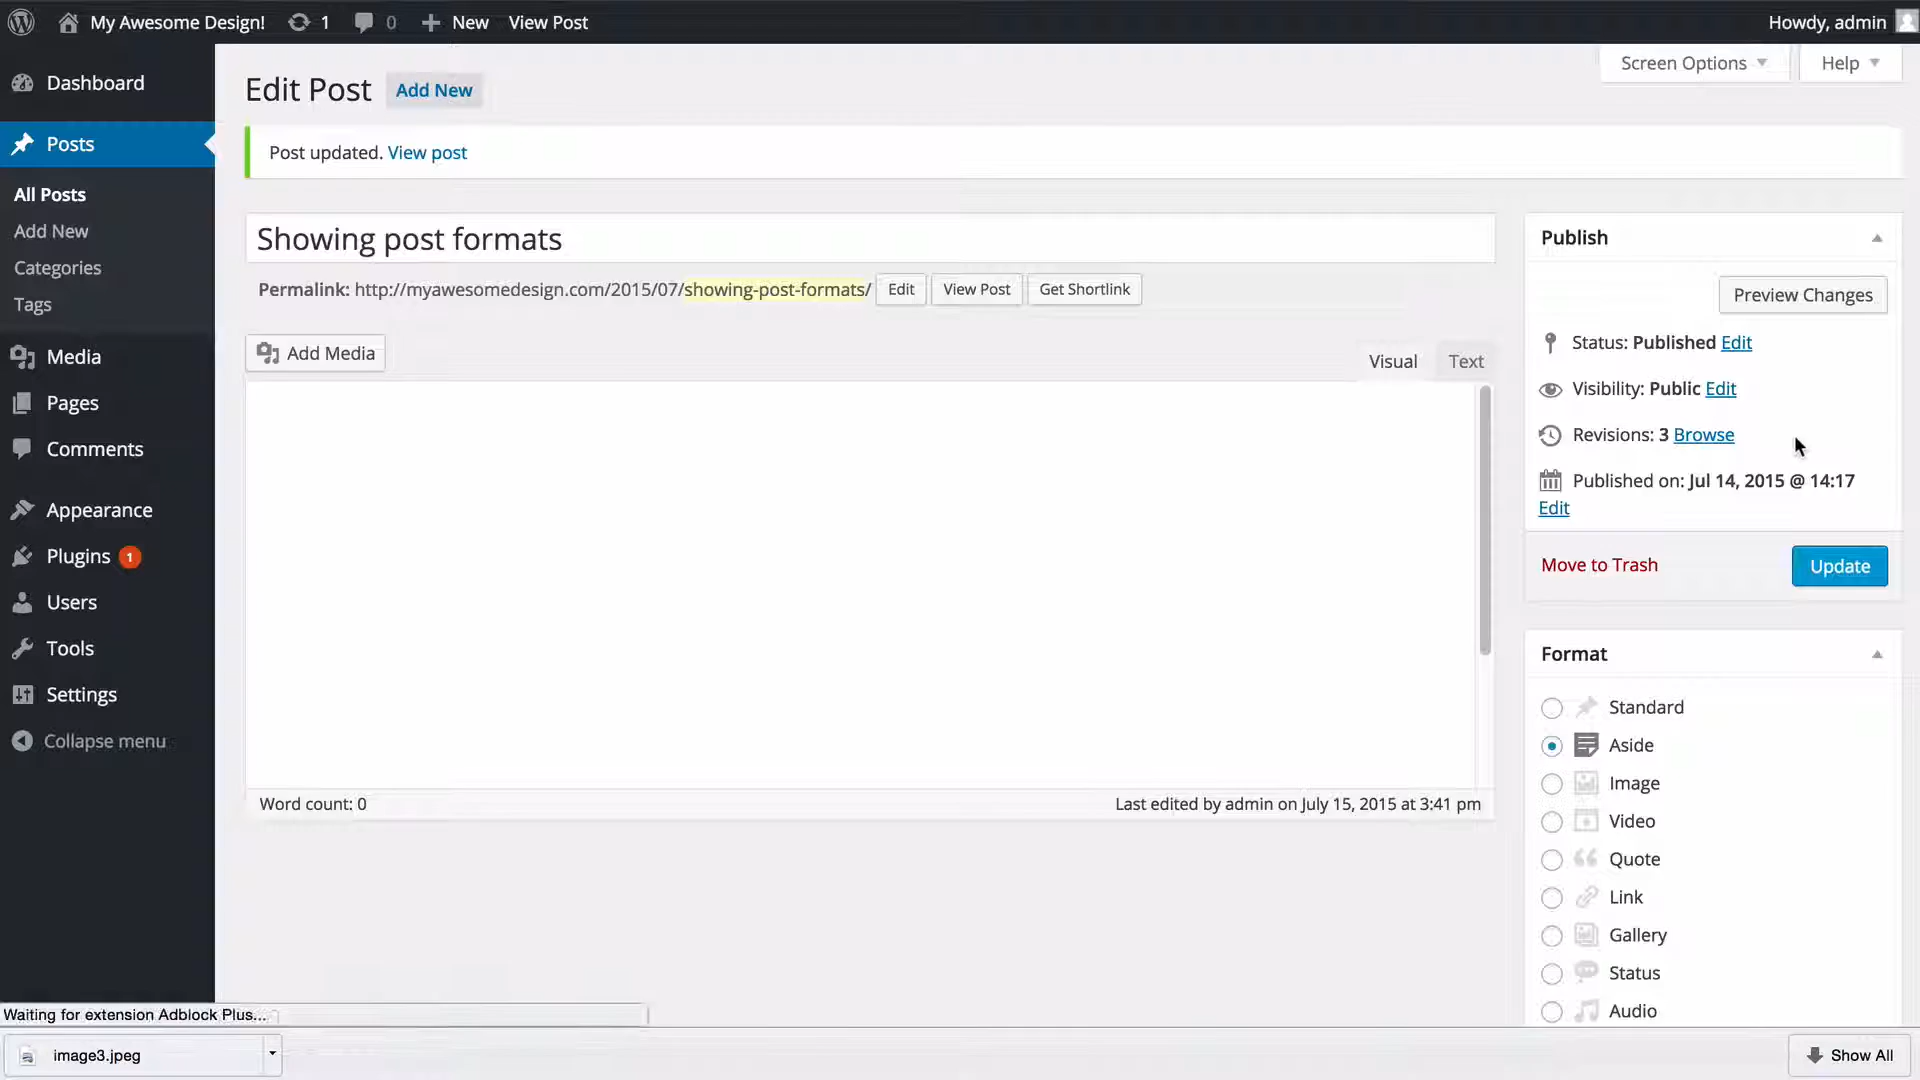 My Awesome Design! 1 0 New View Post Howdy, admin
Screen Options Help
Dashboard
Posts
All Posts
Add New
Categories
Tags
Media
Pages
Comments
Appearance
Plugins 1
Users
Tools
Settings
Collapse menu
Edit Post Add New
Post updated. View post
Showing post formats
Permalink: http://myawesomedesign.com/2015/07/showing-post-formats/ Edit View Post Get Shortlink
Add Media
Visual Text
Word count: 0 Last edited by admin on July 15, 2015 at 3:41 pm
Publish
Preview Changes
Status: Published Edit
Visibility: Public Edit
Revisions: 3 Browse
Published on: Jul 14, 2015 @ 14:17
Edit
Move to Trash Update
Format
Standard
Aside
Image
Video
Quote
Link
Gallery
Status
Audio
Waiting for extension Adblock Plus...
image3.jpeg Show All